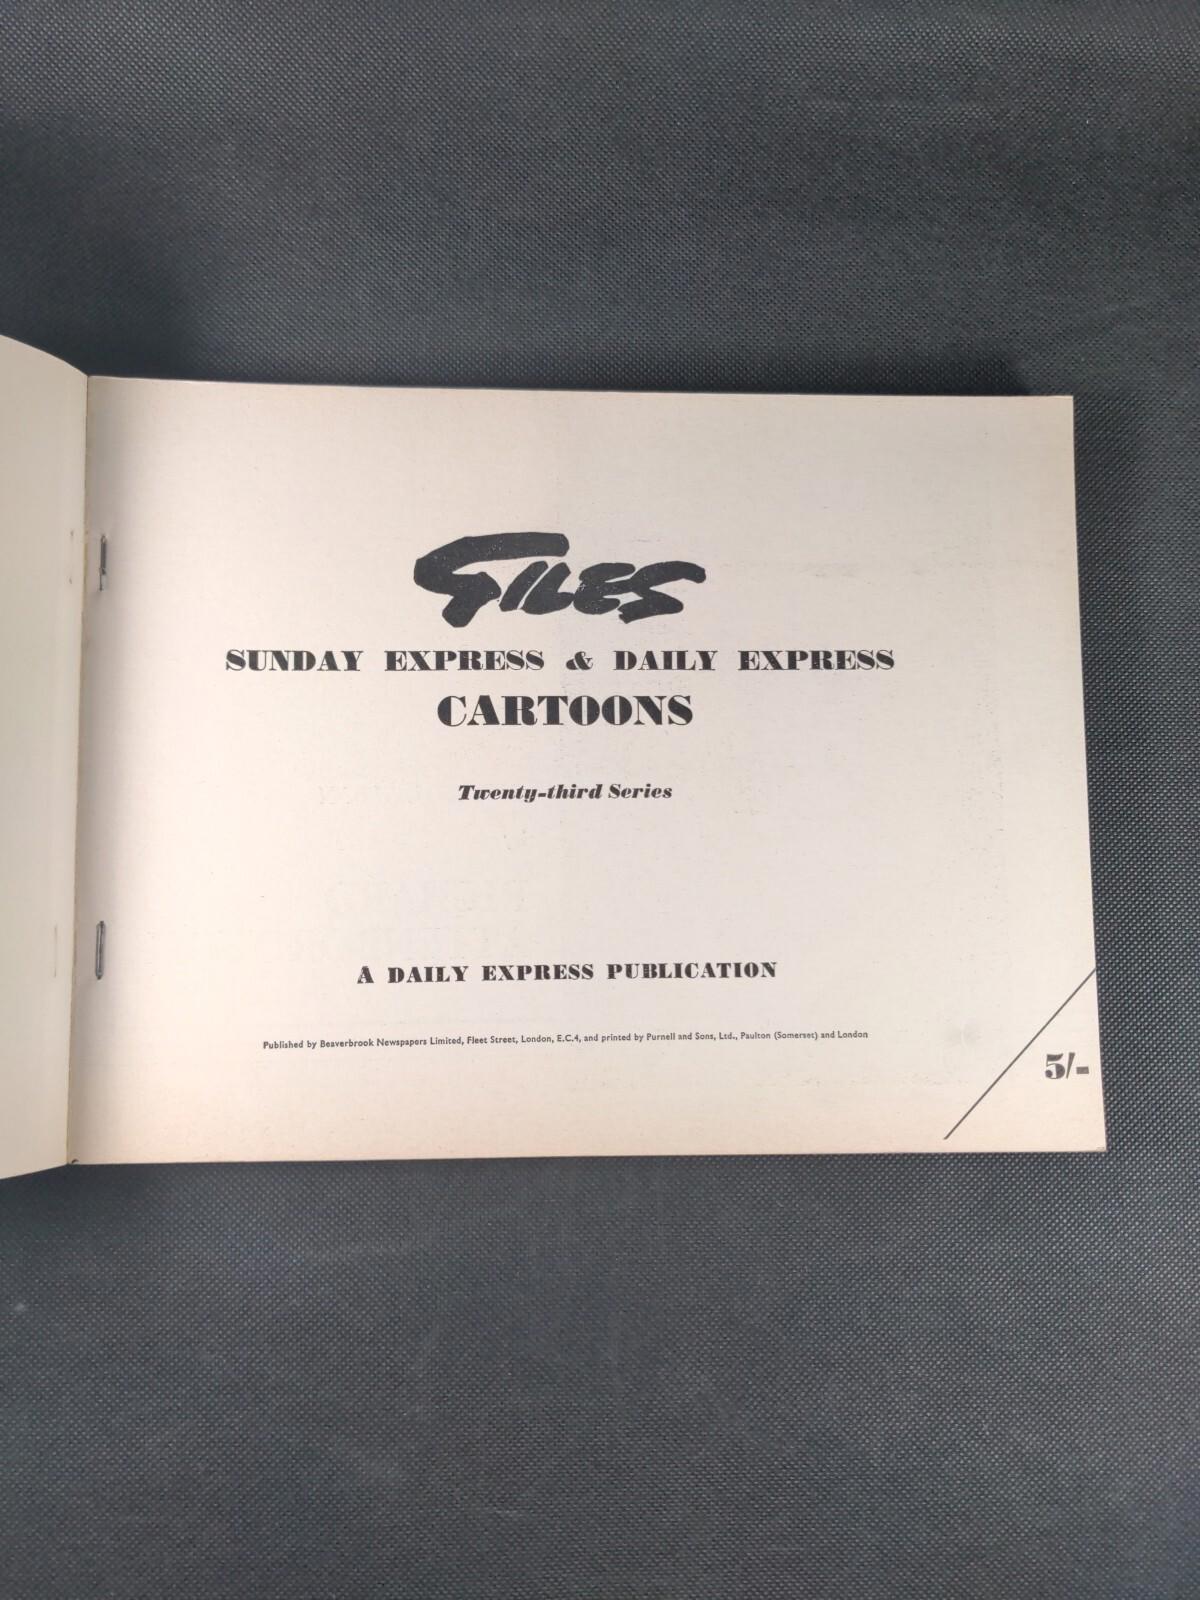 GILES
SUNDAY EXPRESS & DAILY EXPRESS
CARTOONS
Twenty-third Series
A DAILY EXPRESS PUBLICATION
Published by Beaverbrook Newspapers Limited, Fleet Street, London, E.C.4, and printed by Purnell and Sons, Ltd., Paulton (Somerset) and London
5/-